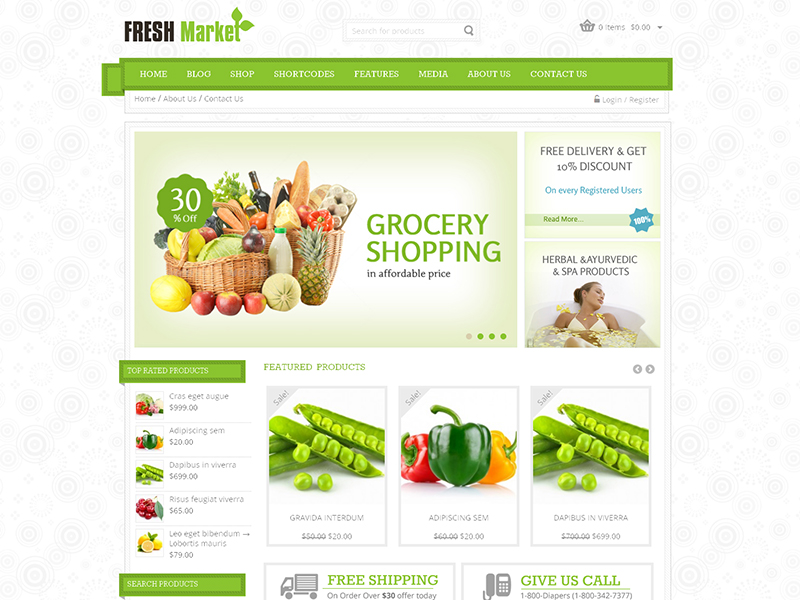 FRESH Market
Search for products
0 Items $0.00
HOME BLOG SHOP SHORTCODES FEATURES MEDIA ABOUT US CONTACT US
Home / About Us / Contact Us
Login / Register
30
% Off
GROCERY
SHOPPING
in affordable price
FREE DELIVERY & GET
10% DISCOUNT
On every Registered Users
Read More...
100%
HERBAL &AYURVEDIC
& SPA PRODUCTS
TOP RATED PRODUCTS
Cras eget augue
$999.00
Adipiscing sem
$20.00
Dapibus in viverra
$699.00
Risus feugiat viverra
$65.00
Leo eget bibendum →
Lobortis mauris
$79.00
SEARCH PRODUCTS
FEATURED PRODUCTS
Sale!
GRAVIDA INTERDUM
$50.00 $20.00
Sale!
ADIPISCING SEM
$60.00 $20.00
Sale!
DAPIBUS IN VIVERRA
$700.00 $699.00
FREE SHIPPING
On Order Over $30 offer today
GIVE US CALL
1-800-Diapers (1-800-342-7377)